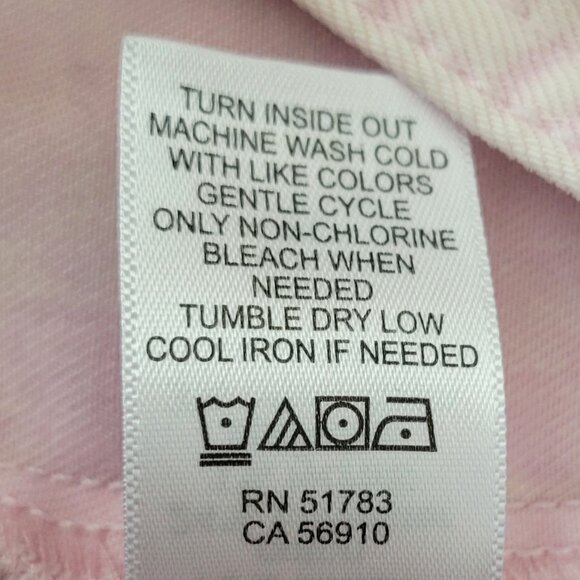 TURN INSIDE OUT
MACHINE WASH COLD
WITH LIKE COLORS
GENTLE CYCLE
ONLY NON-CHLORINE
BLEACH WHEN
NEEDED
TUMBLE DRY LOW
COOL IRON IF NEEDED
RN 51783
CA 56910